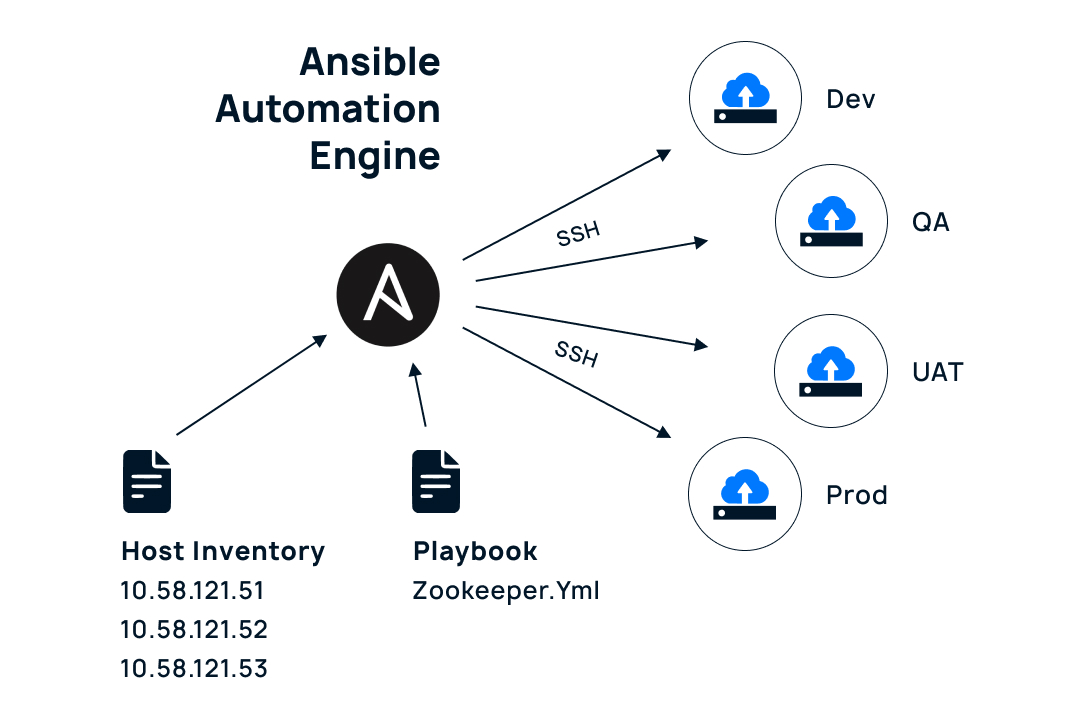 Ansible
Automation
Engine
Dev
SSH
QA
SSH
UAT
Prod
Host Inventory
10.58.121.51
10.58.121.52
10.58.121.53
Playbook
Zookeeper.Yml